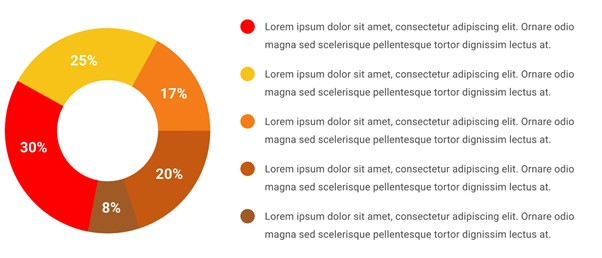 25%
17%
30%
20%
8%
Lorem ipsum dolor sit amet, consectetur adipiscing elit. Ornare odio
magna sed scelerisque pellentesque tortor dignissim lectus at.
Lorem ipsum dolor sit amet, consectetur adipiscing elit. Ornare odio
magna sed scelerisque pellentesque tortor dignissim lectus at.
Lorem ipsum dolor sit amet, consectetur adipiscing elit. Ornare odio
magna sed scelerisque pellentesque tortor dignissim lectus at.
Lorem ipsum dolor sit amet, consectetur adipiscing elit. Ornare odio
magna sed scelerisque pellentesque tortor dignissim lectus at.
Lorem ipsum dolor sit amet, consectetur adipiscing elit. Ornare odio
magna sed scelerisque pellentesque tortor dignissim lectus at.